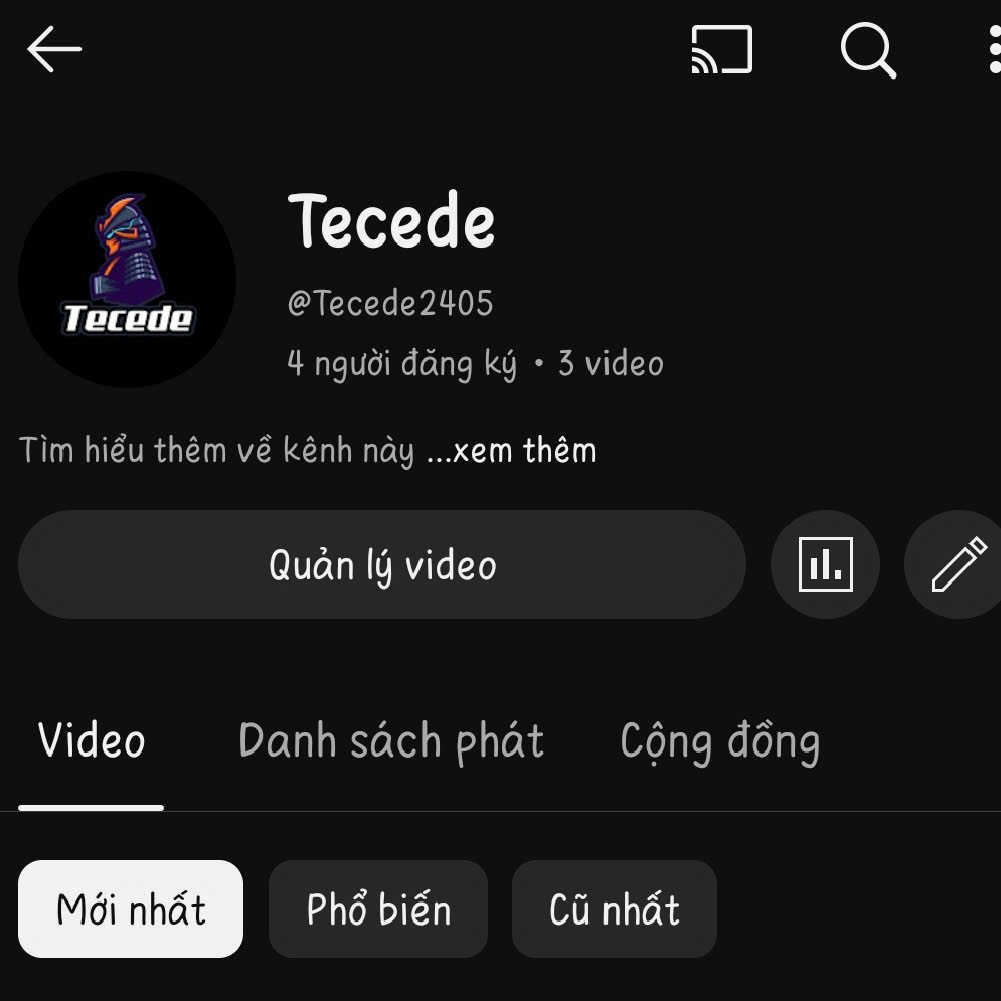 Tecede
Tecede
@Tecede2405
4 người đăng ký • 3 video
Tìm hiểu thêm về kênh này ...xem thêm
Quản lý video
Video Danh sách phát Cộng đồng
Mới nhất Phổ biến Cũ nhất